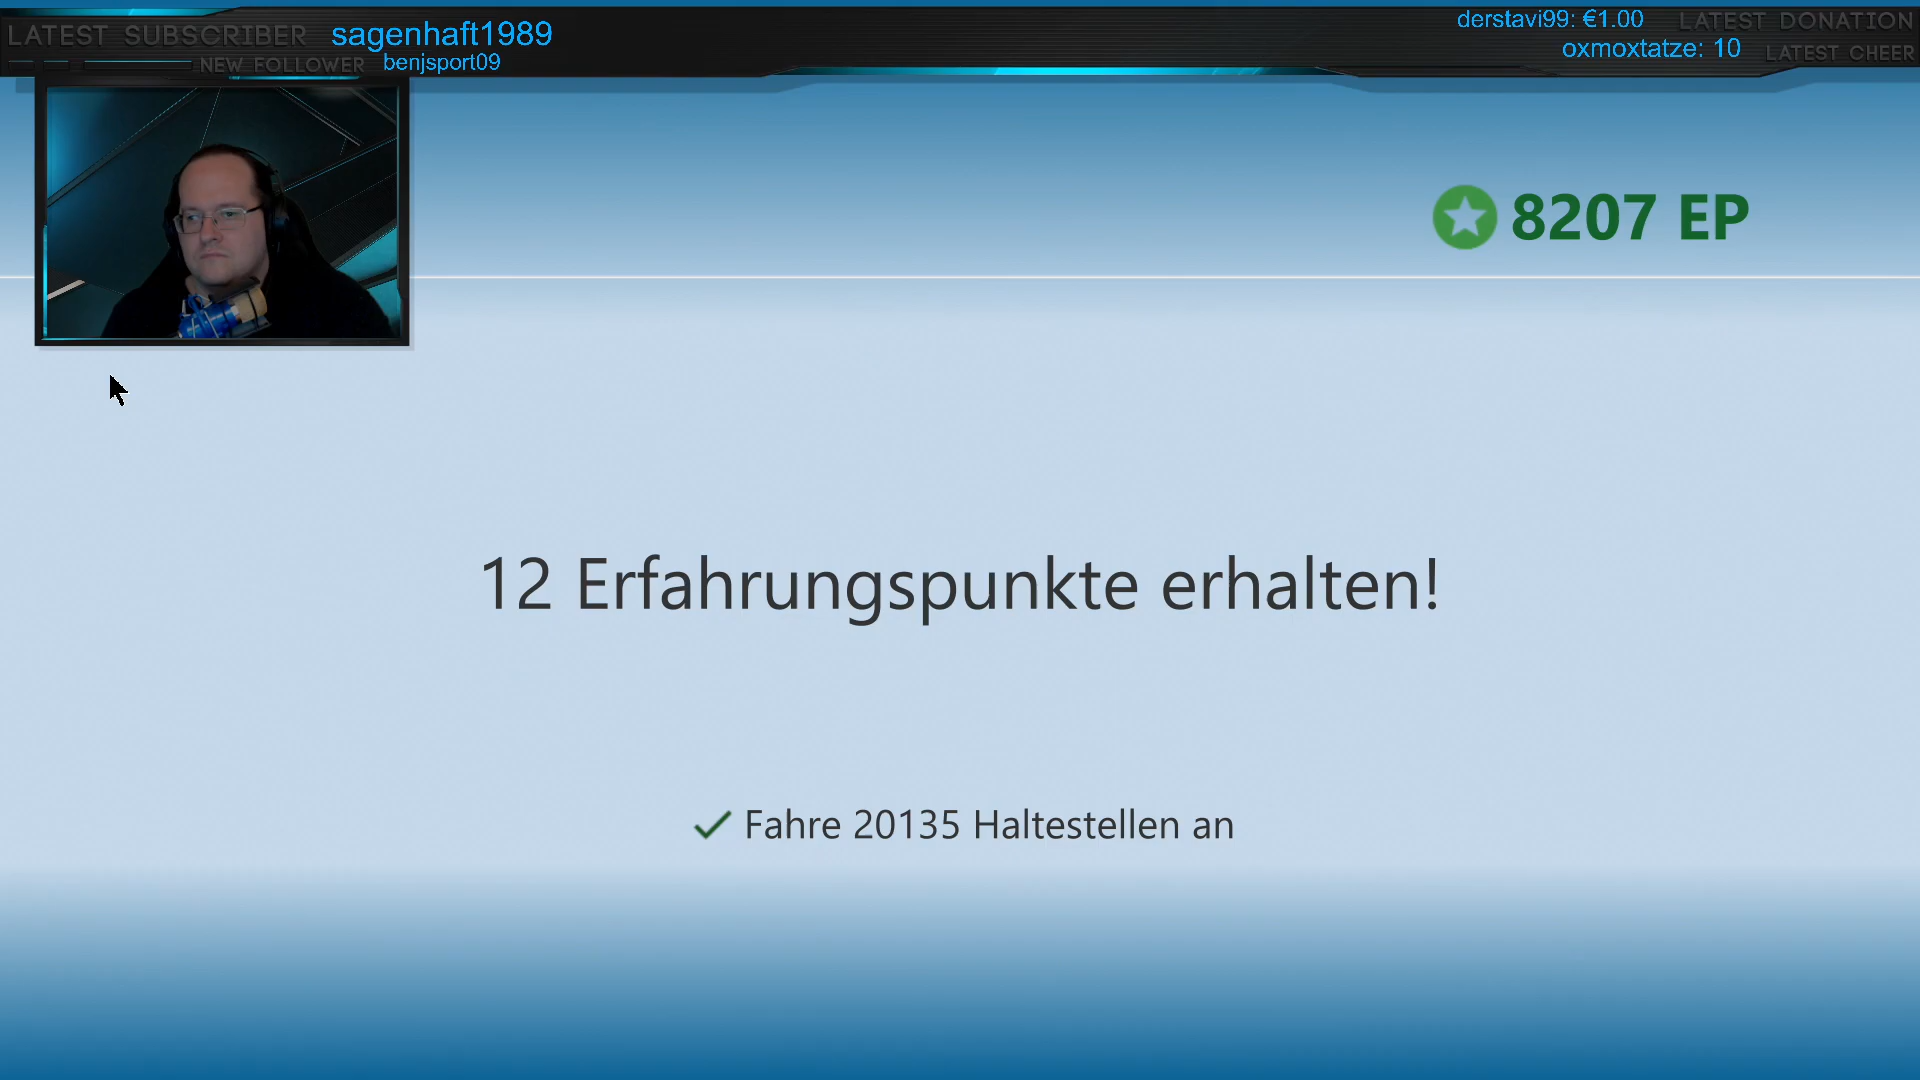 LATEST SUBSCRIBER sagenhaft1989
NEW FOLLOWER benjsport09
derstavi99: €1.00 LATEST DONATION
oxmoxtatze: 10 LATEST CHEER
8207 EP
12 Erfahrungspunkte erhalten!
Fahre 20135 Haltestellen an